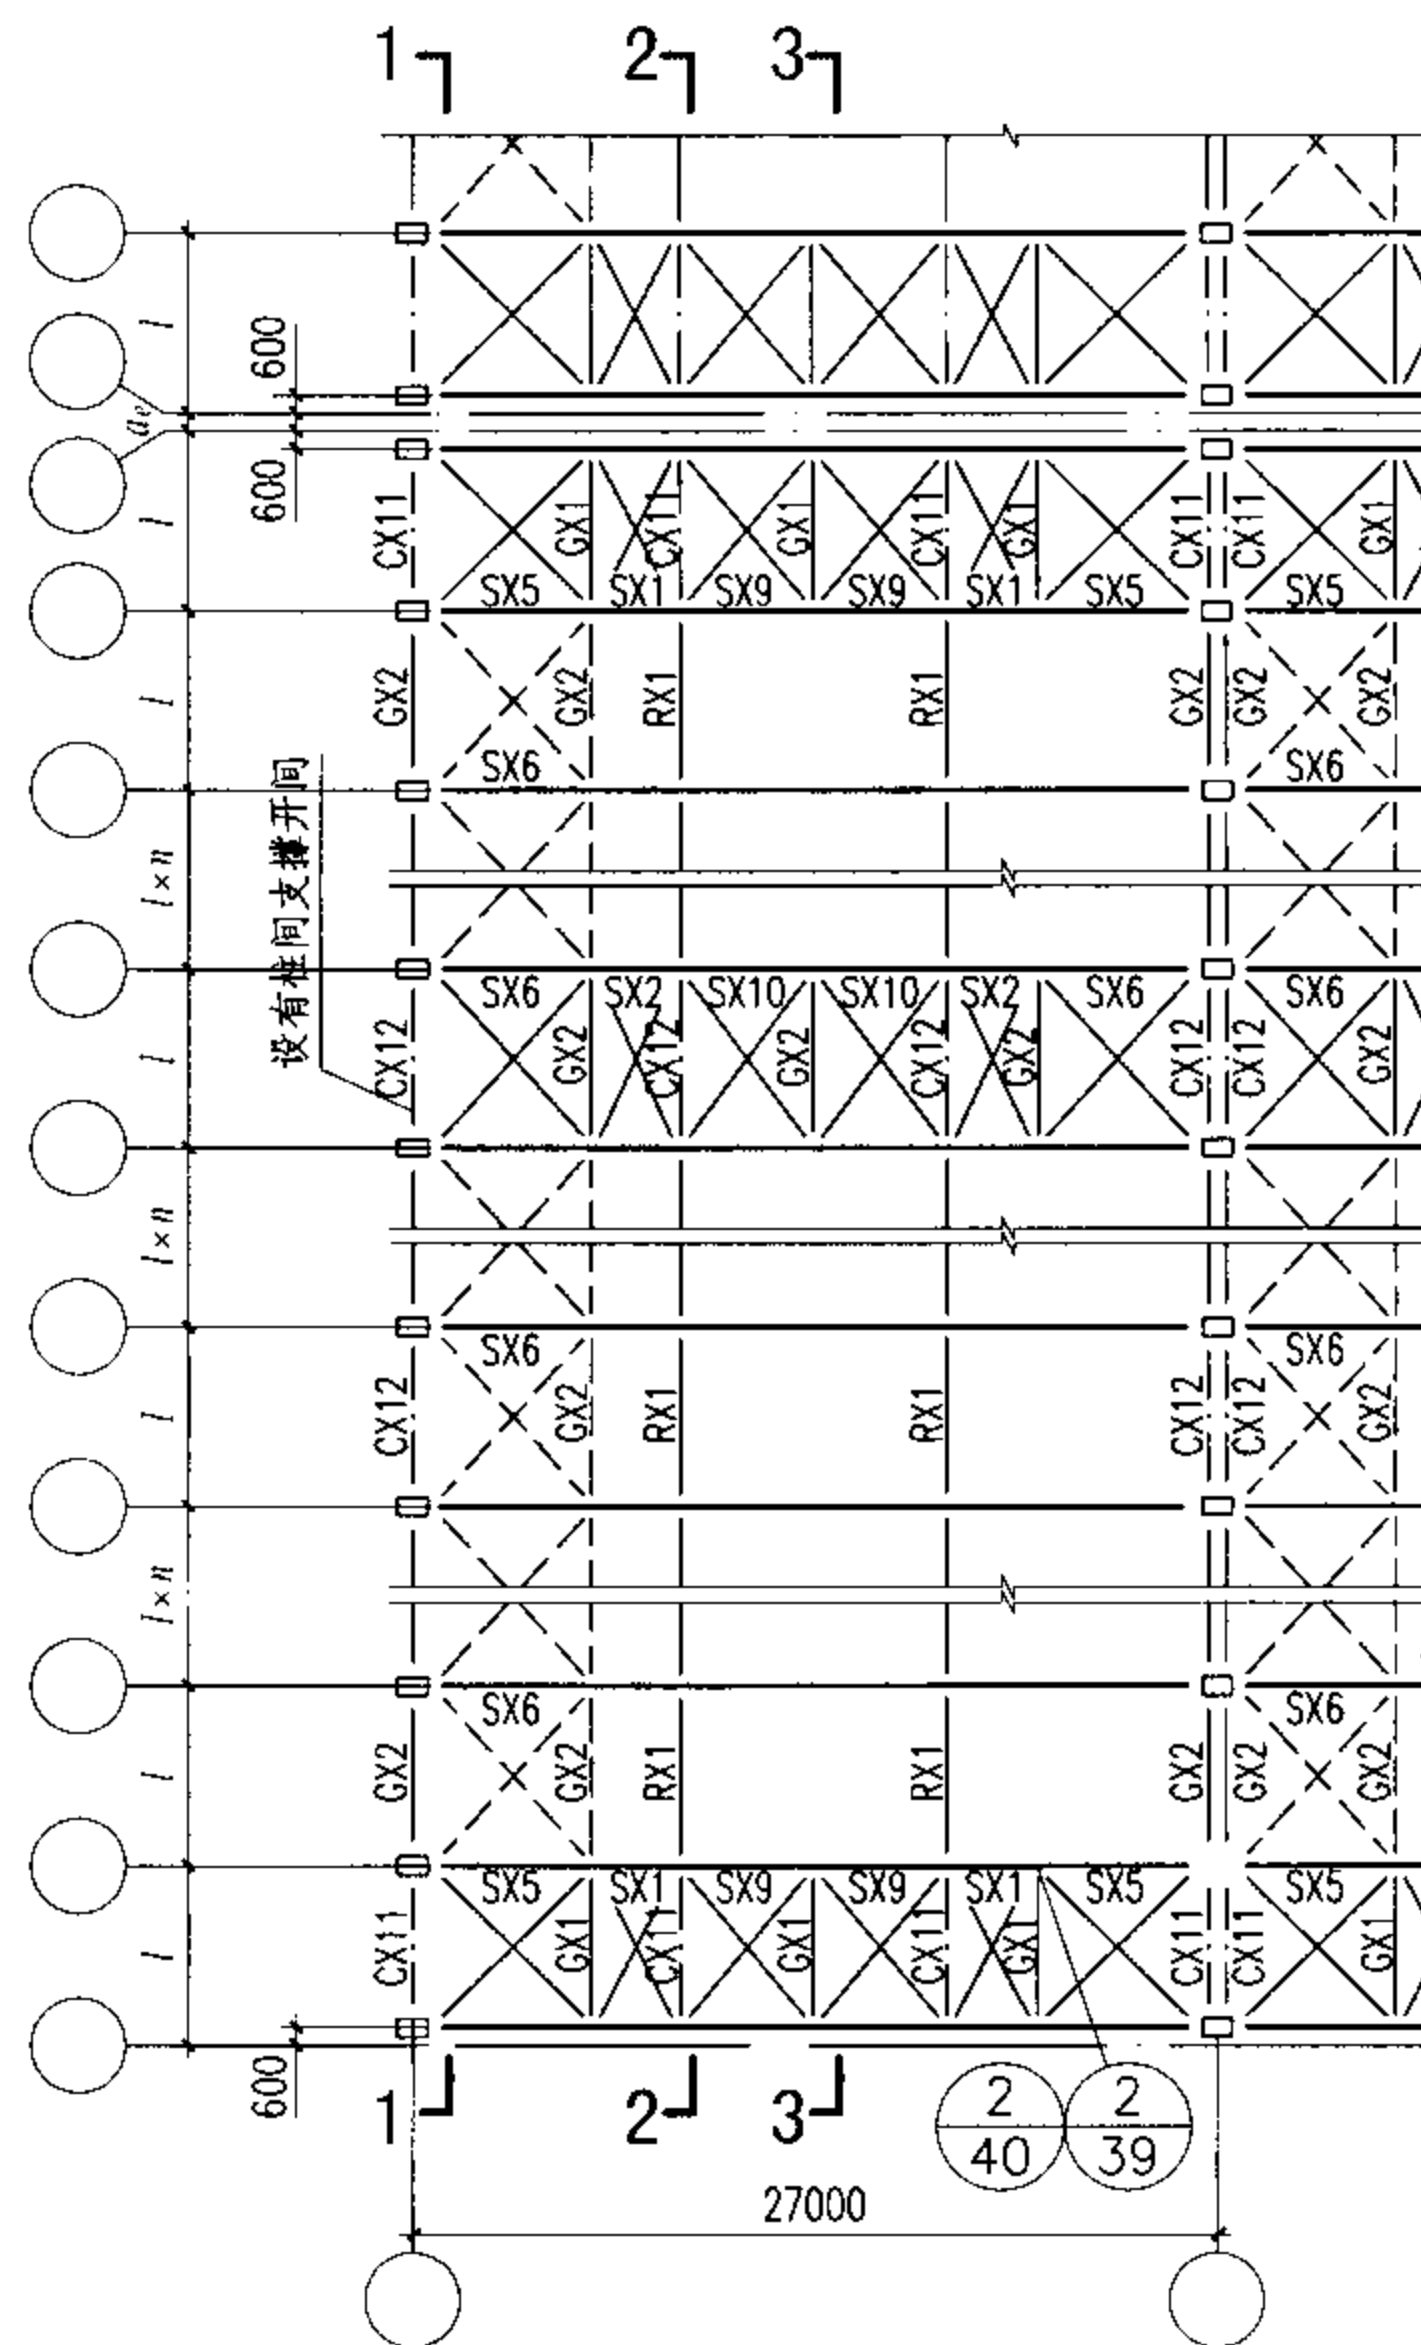 1 2 3
l
600
aₑ
600
l
CX11 GX1 CX11 GX1 CX11 GX1 CX11 CX11 GX1
SX5 SX1 SX9 SX9 SX1 SX5 SX5
l
GX2 GX2 RX1 RX1 GX2 GX2 GX2
SX6 SX6
设有柱间支撑开间
l×n
SX6 SX2 SX10 SX10 SX2 SX6 SX6
l
CX12 GX2 CX12 GX2 CX12 GX2 CX12 CX12 GX2
l×n
SX6 SX6
l
CX12 GX2 RX1 RX1 CX12 CX12 GX2
l×n
SX6 SX6
l
GX2 GX2 RX1 RX1 GX2 GX2 GX2
SX5 SX1 SX9 SX9 SX1 SX5 SX5
l
CX11 GX1 CX11 GX1 CX11 GX1 CX11 CX11 GX1
600
1 2 3
2 2
40 39
27000